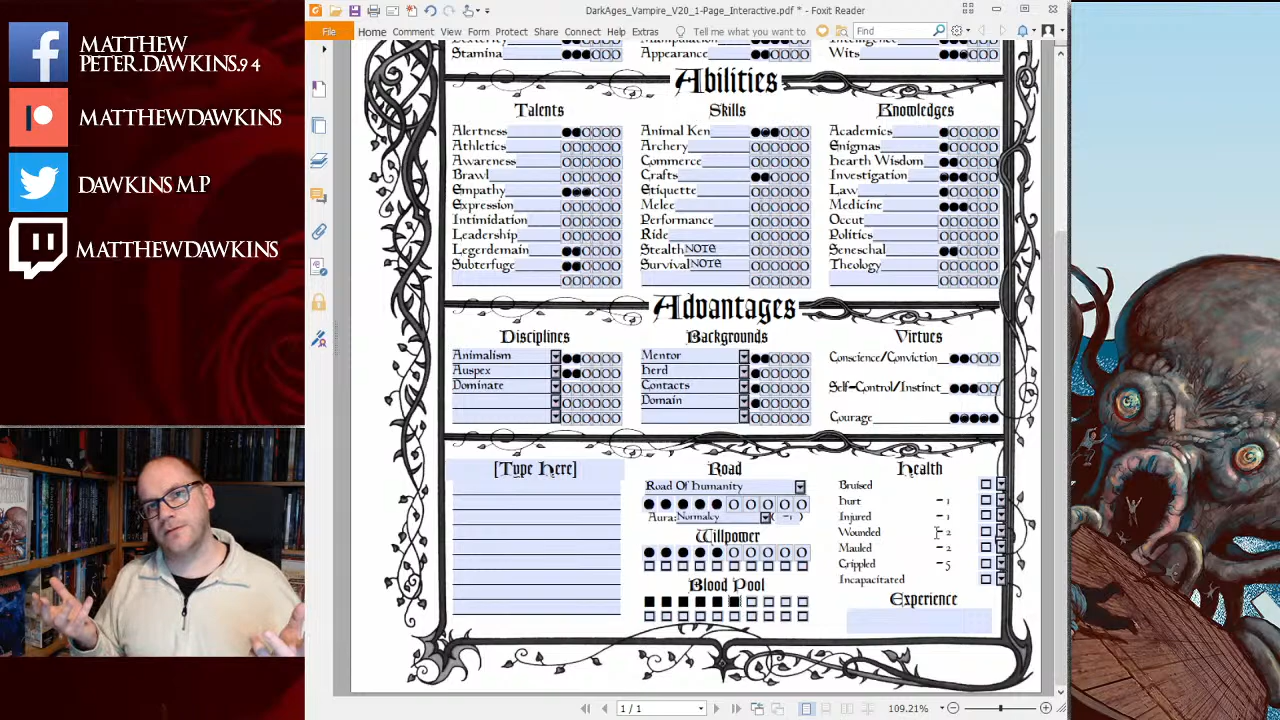 MATTHEW
PETER.DAWKINS.94
MATTHEWDAWKINS
DAWKINS M.P
MATTHEWDAWKINS
DarkAges_Vampire_V20_1-Page_Interactive.pdf * - Foxit Reader
File Home Comment View Form Protect Share Connect Help Extras Tell me what you want to Find
Stamina Appearance Wits
Abilities
Talents Skills Knowledges
Alertness Animal Ken Academics
Athletics Archery Enigmas
Awareness Commerce Hearth Wisdom
Brawl Crafts Investigation
Empathy Etiquette Law
Expression Melee Medicine
Intimidation Performance Occut
Leadership Ride Politics
Legerdemain Stealth NOTE Seneschal
Subterfuge Survival NOTE Theology
Advantages
Disciplines Backgrounds Virtues
Animalism Mentor Conscience/Conviction
Auspex Herd
Dominate Contacts Self-Control/Instinct
Domain
Courage
[Type Here] Road Health
Road Of Humanity Bruised
Hurt -1
Aura: Normalcy ( -1 ) Injured -1
Willpower Wounded -2
Mauled -2
Crippled -5
Blood Pool Incapacitated
Experience
1 / 1 109.21%